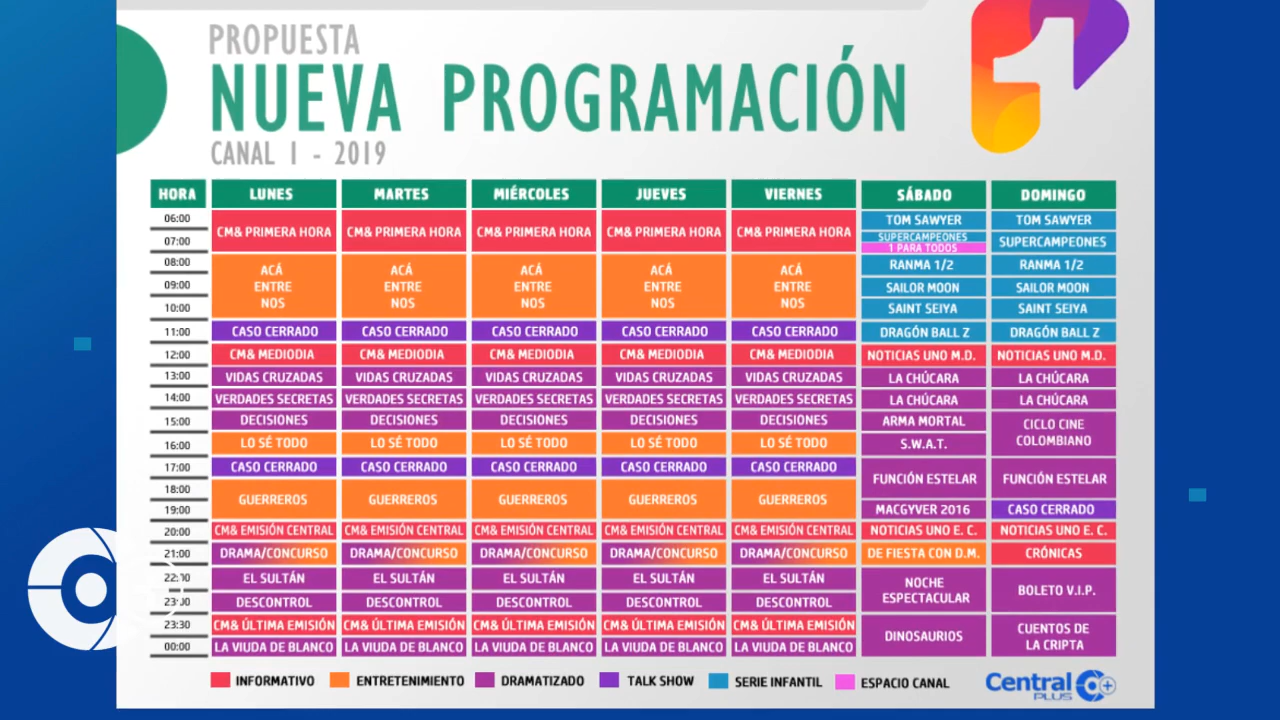 PROPUESTA
NUEVA PROGRAMACIÓN
CANAL 1 - 2019
1
HORA LUNES MARTES MIÉRCOLES JUEVES VIERNES SÁBADO DOMINGO
06:00 TOM SAWYER TOM SAWYER
CM& PRIMERA HORA CM& PRIMERA HORA CM& PRIMERA HORA CM& PRIMERA HORA CM& PRIMERA HORA
07:00 SUPERCAMPEONES SUPERCAMPEONES
1 PARA TODOS
08:00 ACÁ ACÁ ACÁ ACÁ ACÁ RANMA 1/2 RANMA 1/2
09:00 ENTRE ENTRE ENTRE ENTRE ENTRE SAILOR MOON SAILOR MOON
10:00 NOS NOS NOS NOS NOS SAINT SEIYA SAINT SEIYA
11:00 CASO CERRADO CASO CERRADO CASO CERRADO CASO CERRADO CASO CERRADO DRAGÓN BALL Z DRAGÓN BALL Z
12:00 CM& MEDIODIA CM& MEDIODIA CM& MEDIODIA CM& MEDIODIA CM& MEDIODIA NOTICIAS UNO M.D. NOTICIAS UNO M.D.
13:00 VIDAS CRUZADAS VIDAS CRUZADAS VIDAS CRUZADAS VIDAS CRUZADAS VIDAS CRUZADAS LA CHÚCARA LA CHÚCARA
14:00 VERDADES SECRETAS VERDADES SECRETAS VERDADES SECRETAS VERDADES SECRETAS VERDADES SECRETAS LA CHÚCARA LA CHÚCARA
15:00 DECISIONES DECISIONES DECISIONES DECISIONES DECISIONES ARMA MORTAL CICLO CINE
16:00 LO SÉ TODO LO SÉ TODO LO SÉ TODO LO SÉ TODO LO SÉ TODO S.W.A.T. COLOMBIANO
17:00 CASO CERRADO CASO CERRADO CASO CERRADO CASO CERRADO CASO CERRADO
FUNCIÓN ESTELAR FUNCIÓN ESTELAR
18:00
GUERREROS GUERREROS GUERREROS GUERREROS GUERREROS
19:00 MACGYVER 2016 CASO CERRADO
20:00 CM& EMISIÓN CENTRAL CM& EMISIÓN CENTRAL CM& EMISIÓN CENTRAL CM& EMISIÓN CENTRAL CM& EMISIÓN CENTRAL NOTICIAS UNO E. C. NOTICIAS UNO E. C.
21:00 DRAMA/CONCURSO DRAMA/CONCURSO DRAMA/CONCURSO DRAMA/CONCURSO DRAMA/CONCURSO DE FIESTA CON D.M. CRÓNICAS
22:00 EL SULTÁN EL SULTÁN EL SULTÁN EL SULTÁN EL SULTÁN NOCHE
BOLETO V.I.P.
23:00 DESCONTROL DESCONTROL DESCONTROL DESCONTROL DESCONTROL ESPECTACULAR
23:30 CM& ÚLTIMA EMISIÓN CM& ÚLTIMA EMISIÓN CM& ÚLTIMA EMISIÓN CM& ÚLTIMA EMISIÓN CM& ÚLTIMA EMISIÓN CUENTOS DE
DINOSAURIOS
00:00 LA VIUDA DE BLANCO LA VIUDA DE BLANCO LA VIUDA DE BLANCO LA VIUDA DE BLANCO LA VIUDA DE BLANCO LA CRIPTA
INFORMATIVO ENTRETENIMIENTO DRAMATIZADO TALK SHOW SERIE INFANTIL ESPACIO CANAL
Central
PLUS